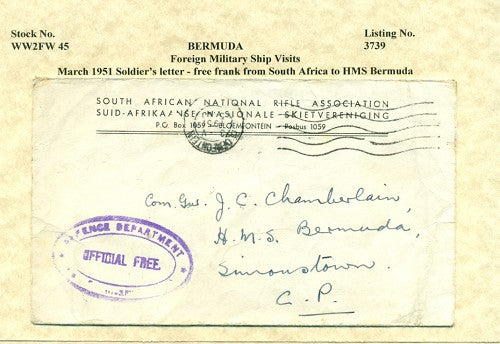 Stock No.
WW2FW 45
BERMUDA
Listing No.
3739
Foreign Military Ship Visits
March 1951 Soldier's letter - free frank from South Africa to HMS Bermuda
SOUTH AFRICAN NATIONAL RIFLE ASSOCIATION
SUID-AFRIKAANSE NASIONALE SKIETVERENIGING
P.O. Box 1059 - BLOEMFONTEIN - Posbus 1059
Com. Gnr. J. C. Chamberlain,
H.M.S. Bermuda,
Simonstown.
C.P.
DEPARTMENT
OFFICIAL FREE